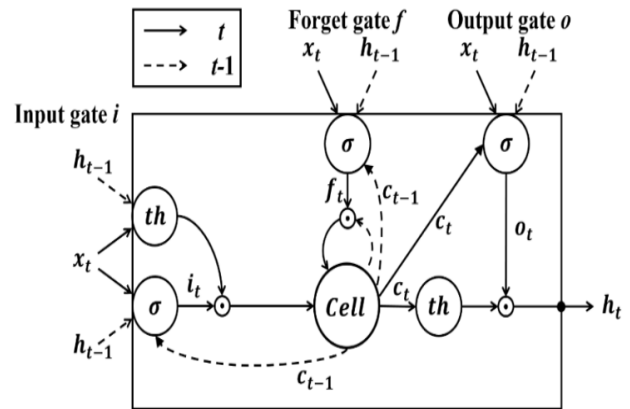 t
t-1
Forget gate f
Output gate o
x_t h_{t-1}
x_t h_{t-1}
Input gate i
h_{t-1}
σ
σ
f_t
c_{t-1}
th
c_t
o_t
x_t
i_t
σ
Cell
c_t
th
h_t
h_{t-1}
c_{t-1}